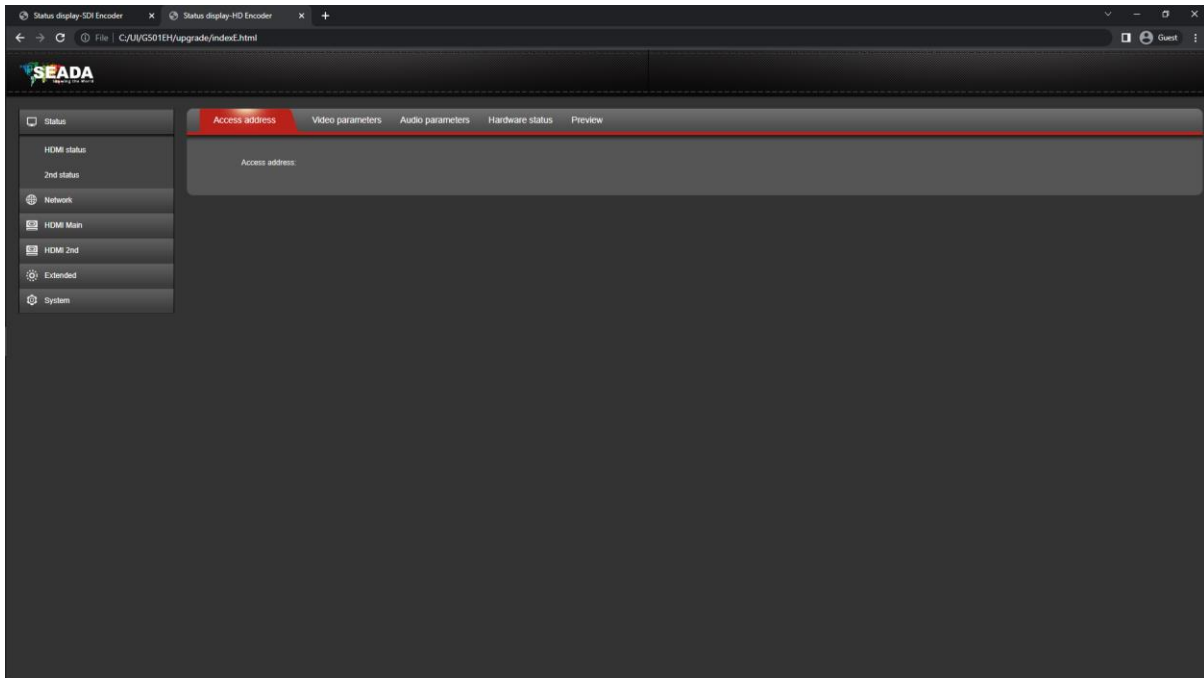 Status display-SDI Encoder
Status display-HD Encoder
File | C:/UI/G501EH/upgrade/indexE.html
Guest
SEADA
Status
HDMI status
2nd status
Network
HDMI Main
HDMI 2nd
Extended
System
Access address Video parameters Audio parameters Hardware status Preview
Access address: